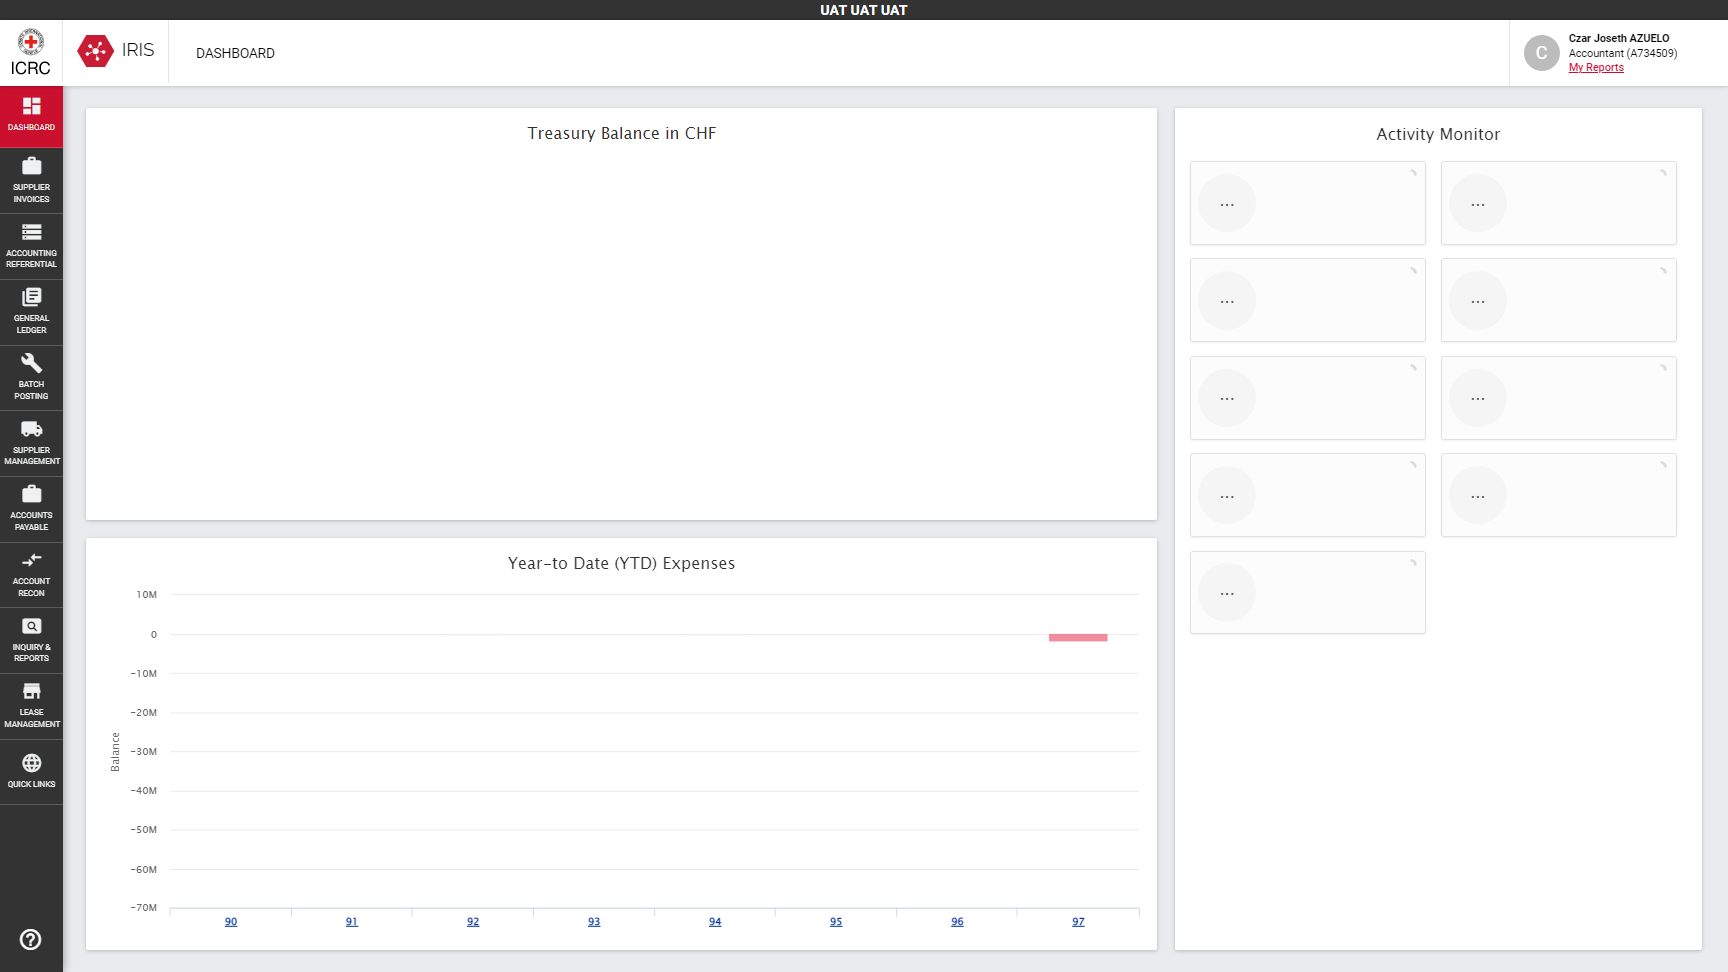 UAT UAT UAT
ICRC
IRIS
DASHBOARD
Czar Joseth AZUELO
Accountant (A734509)
My Reports
C
DASHBOARD
SUPPLIER
INVOICES
ACCOUNTING
REFERENTIAL
GENERAL
LEDGER
BATCH
POSTING
SUPPLIER
MANAGEMENT
ACCOUNTS
PAYABLE
ACCOUNT
RECON
INQUIRY &
REPORTS
LEASE
MANAGEMENT
QUICK LINKS
Treasury Balance in CHF
Year-to Date (YTD) Expenses
Balance
10M
0
-10M
-20M
-30M
-40M
-50M
-60M
-70M
90 91 92 93 94 95 96 97
Activity Monitor
... ...
... ...
... ...
... ...
...